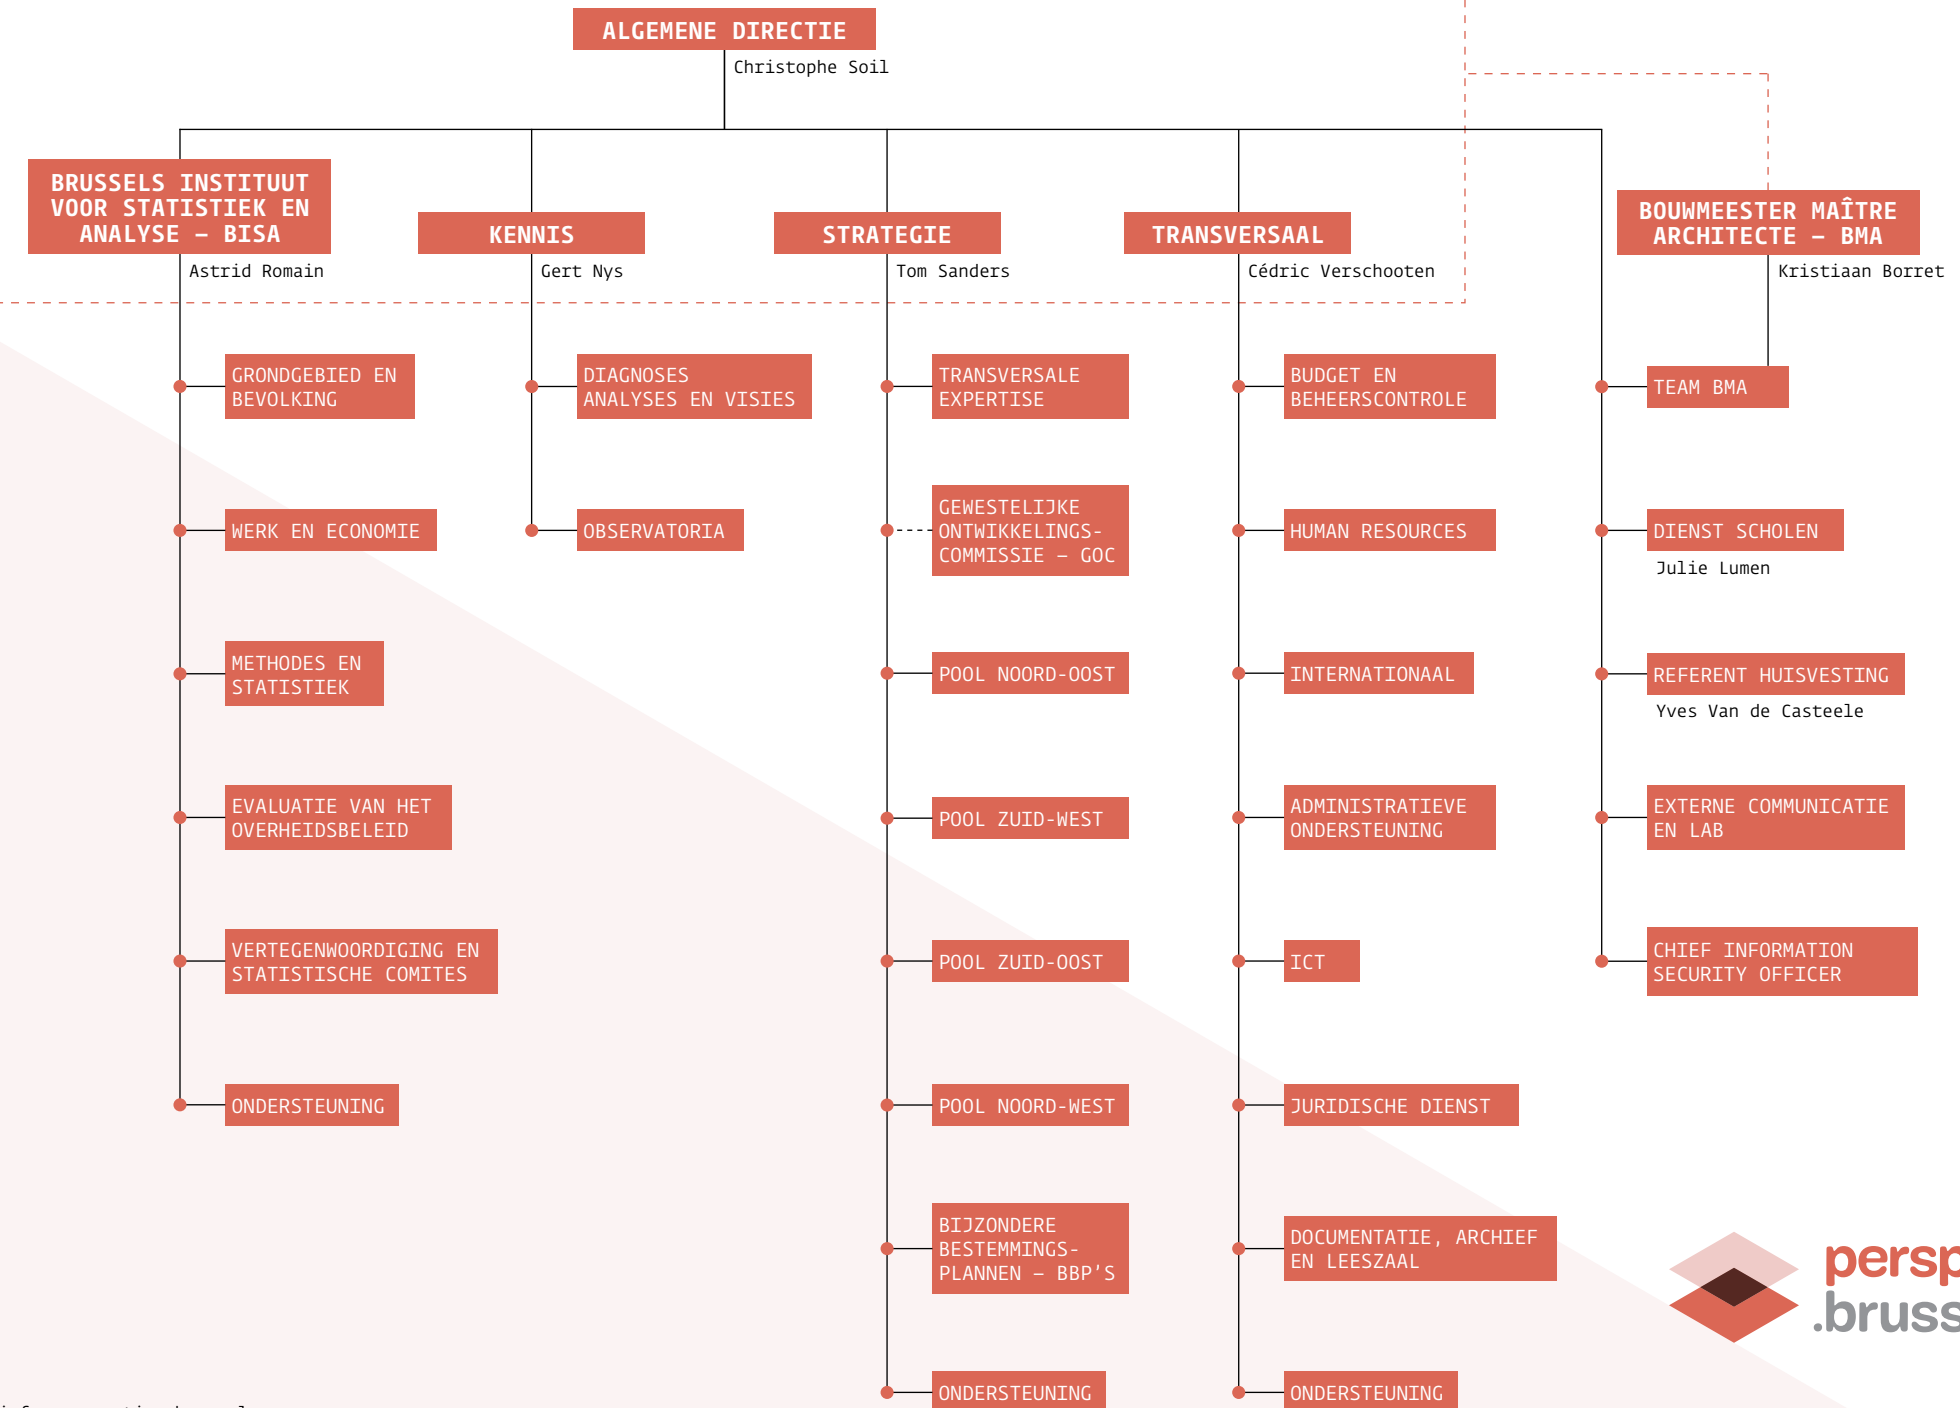 ALGEMENE DIRECTIE
Christophe Soil
BRUSSELS INSTITUUT
VOOR STATISTIEK EN
ANALYSE – BISA
Astrid Romain
GRONDGEBIED EN
BEVOLKING
WERK EN ECONOMIE
METHODES EN
STATISTIEK
EVALUATIE VAN HET
OVERHEIDSBELEID
VERTEGENWOORDIGING EN
STATISTISCHE COMITES
ONDERSTEUNING
KENNIS
Gert Nys
DIAGNOSES
ANALYSES EN VISIES
OBSERVATORIA
STRATEGIE
Tom Sanders
TRANSVERSALE
EXPERTISE
GEWESTELIJKE
ONTWIKKELINGS-
COMMISSIE – GOC
POOL NOORD-OOST
POOL ZUID-WEST
POOL ZUID-OOST
POOL NOORD-WEST
BIJZONDERE
BESTEMMINGS-
PLANNEN – BBP'S
ONDERSTEUNING
TRANSVERSAAL
Cédric Verschooten
BUDGET EN
BEHEERSCONTROLE
HUMAN RESOURCES
INTERNATIONAAL
ADMINISTRATIEVE
ONDERSTEUNING
ICT
JURIDISCHE DIENST
DOCUMENTATIE, ARCHIEF
EN LEESZAAL
ONDERSTEUNING
BOUWMEESTER MAÎTRE
ARCHITECTE – BMA
Kristiaan Borret
TEAM BMA
DIENST SCHOLEN
Julie Lumen
REFERENT HUISVESTING
Yves Van de Casteele
EXTERNE COMMUNICATIE
EN LAB
CHIEF INFORMATION
SECURITY OFFICER
persp
.bruss